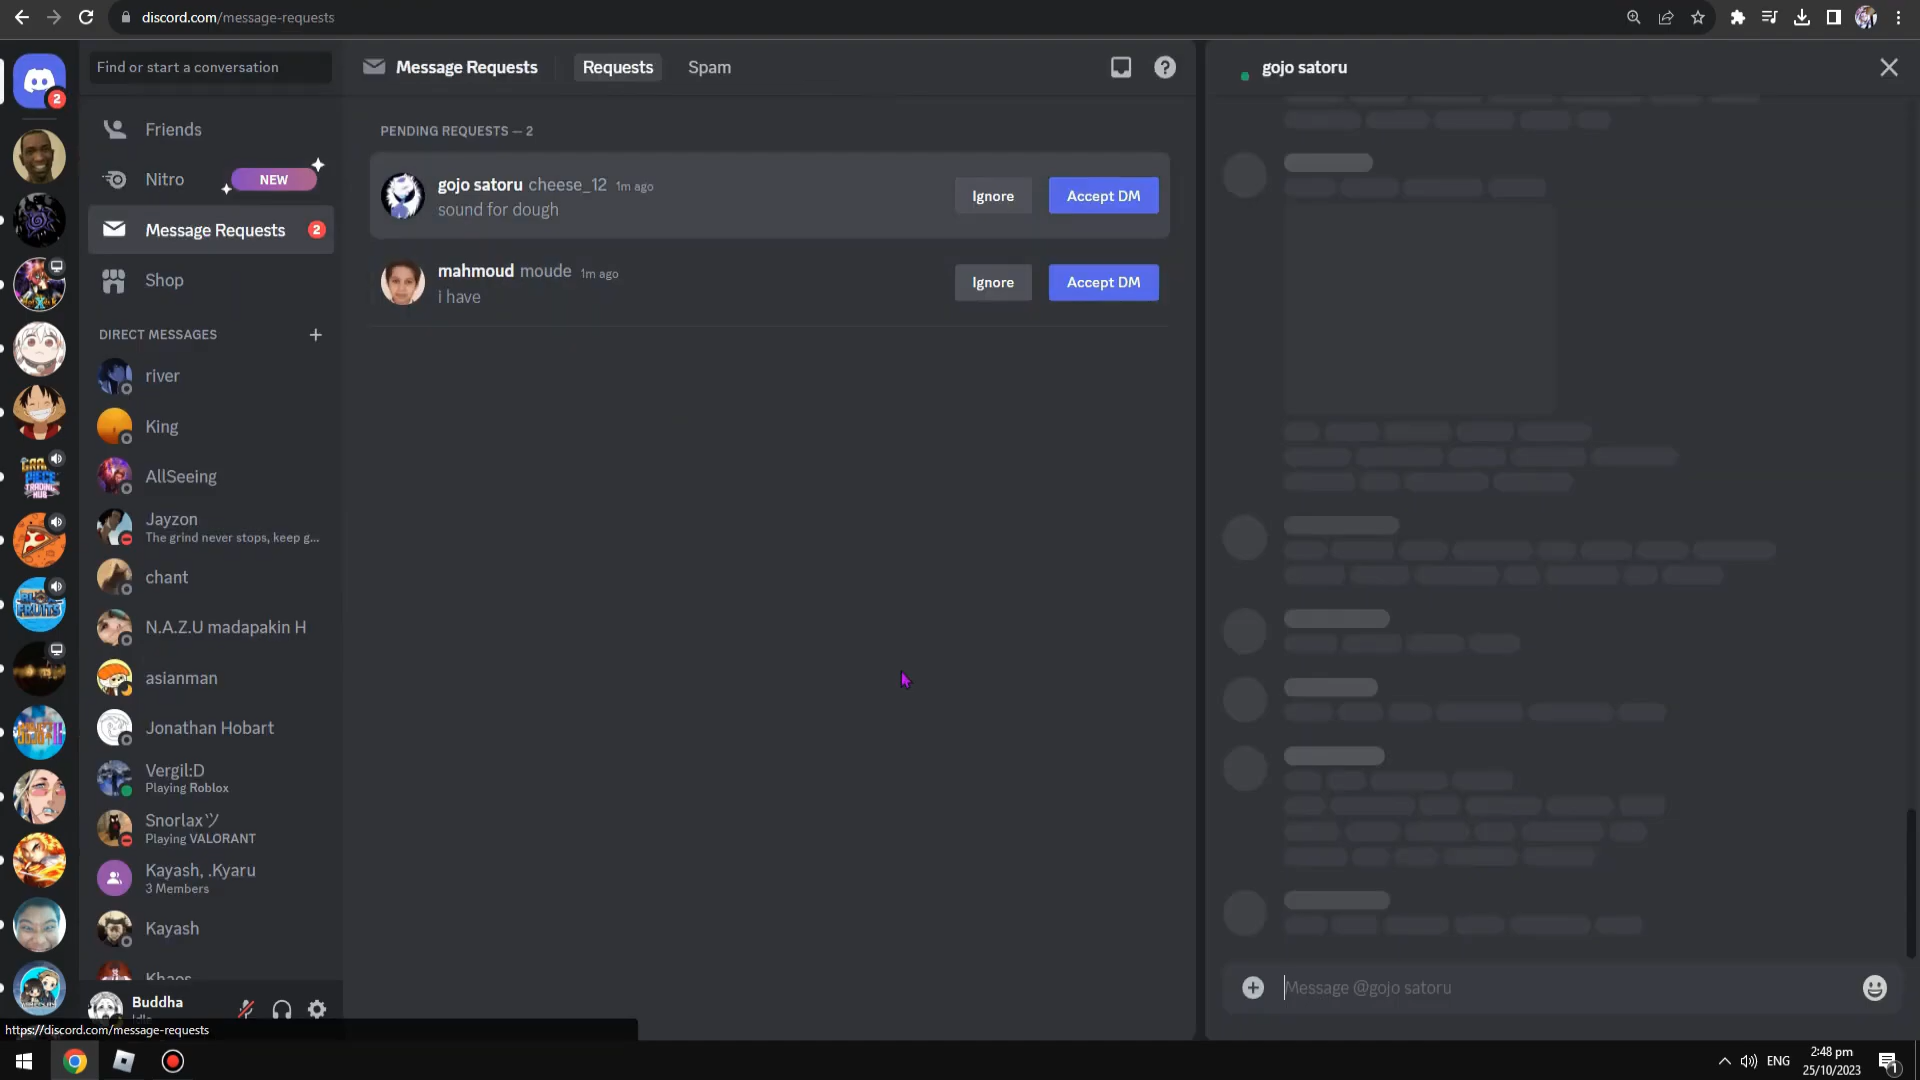 discord.com/message-requests
2
Find or start a conversation
Friends
Nitro
NEW
Message Requests
2
Shop
DIRECT MESSAGES
river
King
AllSeeing
Jayzon
The grind never stops, keep g...
chant
N.A.Z.U madapakin H
asianman
Jonathan Hobart
Vergil:D
Playing Roblox
Snorlaxツ
Playing VALORANT
Kayash, .Kyaru
3 Members
Kayash
Khaos
Buddha
Idle
https://discord.com/message-requests
Message Requests
Requests
Spam
PENDING REQUESTS — 2
gojo satoru cheese_12 1m ago
sound for dough
Ignore
Accept DM
mahmoud moude 1m ago
i have
Ignore
Accept DM
gojo satoru
Message @gojo satoru
ENG
2:48 pm
25/10/2023
1